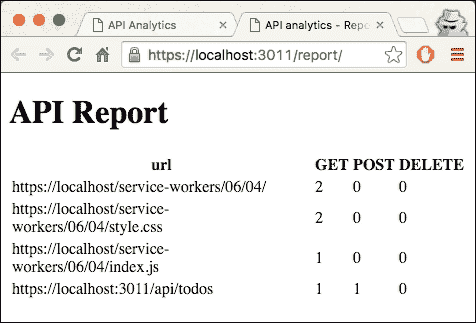 API Analytics
API analytics - Repo
https://localhost:3011/report/
API Report
url GET POST DELETE
https://localhost/service-workers/06/04/ 2 0 0
https://localhost/service-
workers/06/04/style.css 2 0 0
https://localhost/service-
workers/06/04/index.js 1 0 0
https://localhost:3011/api/todos 1 1 0